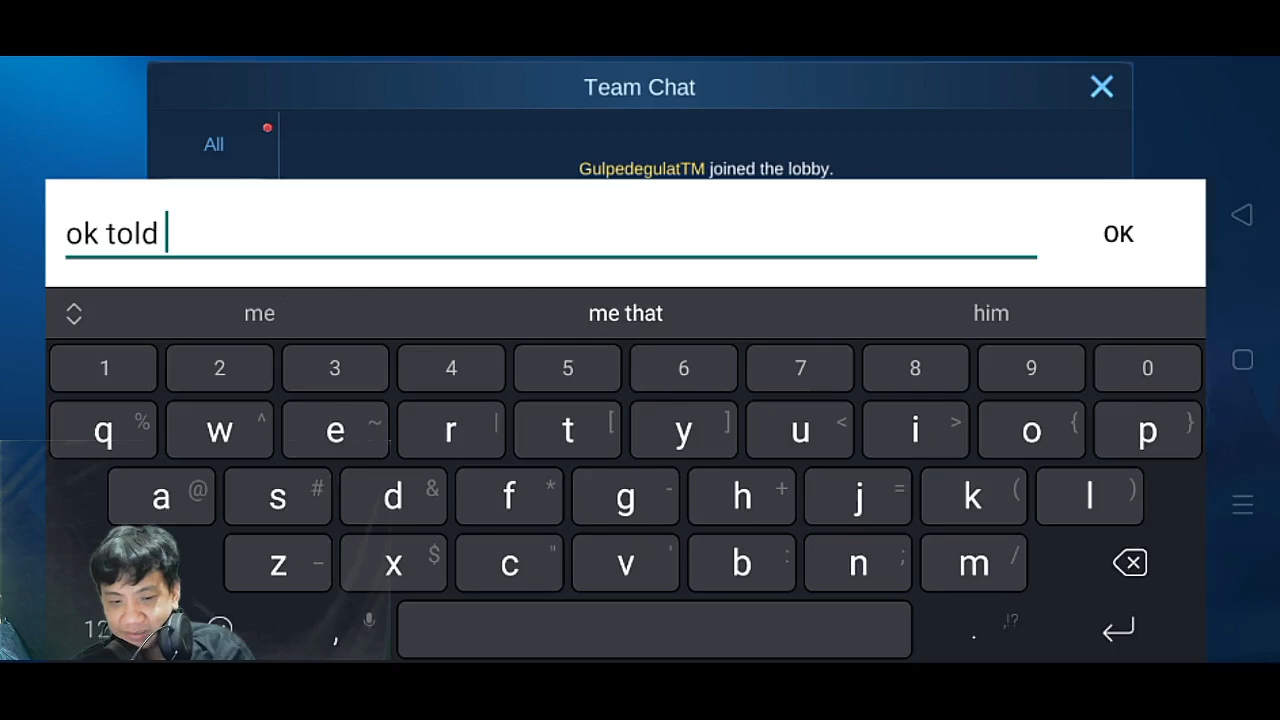 Team Chat
All
GulpedegulatTM joined the lobby.
ok told
OK
me me that him
1 2 3 4 5 6 7 8 9 0
q % w ^ e ~ r | t [ y ] u < i > o { p }
a @ s # d & f * g - h + j = k ( l )
z _ x $ c " v ' b : n ; m /
12 , . ,!?